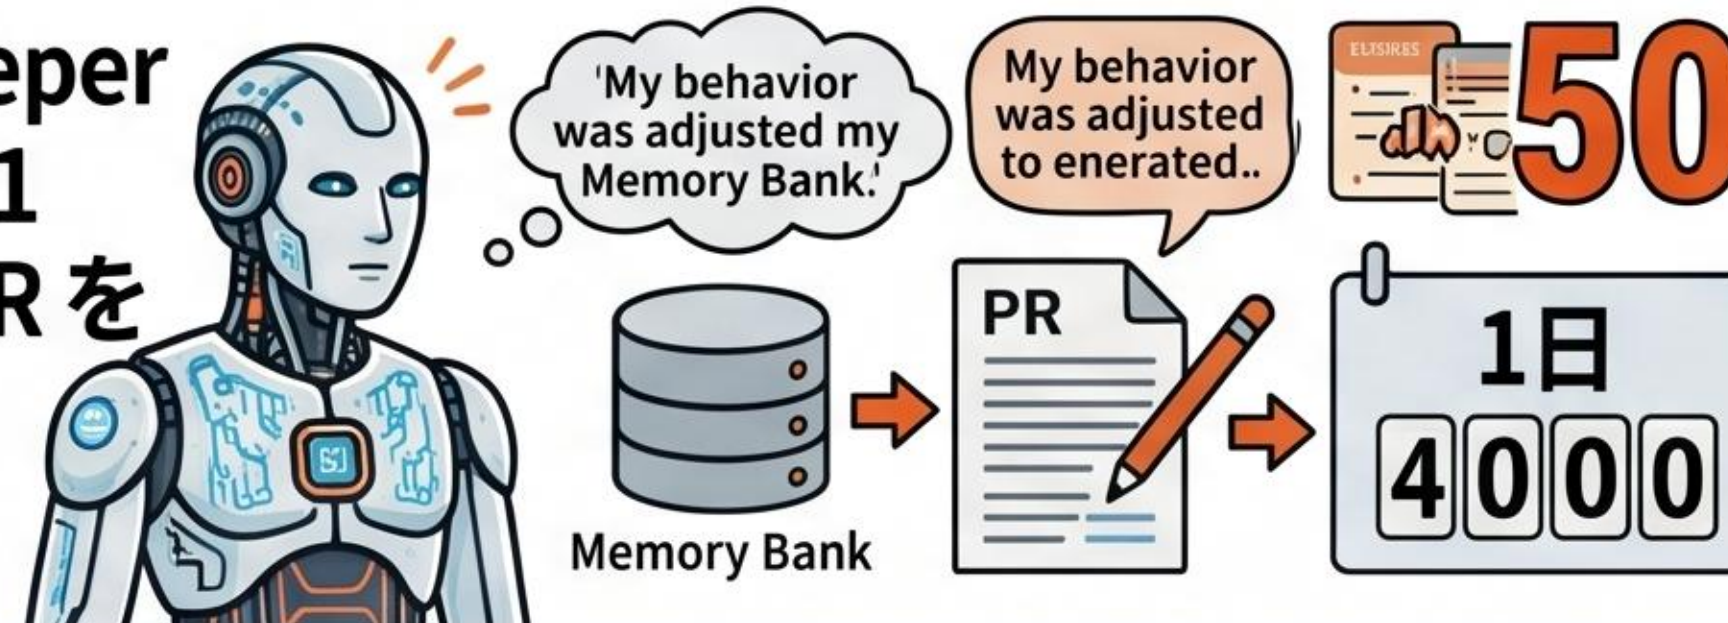 eper
1
R を
'My behavior
was adjusted my
Memory Bank.'
My behavior
was adjusted
to enerated..
50
Memory Bank
PR
1日
4000